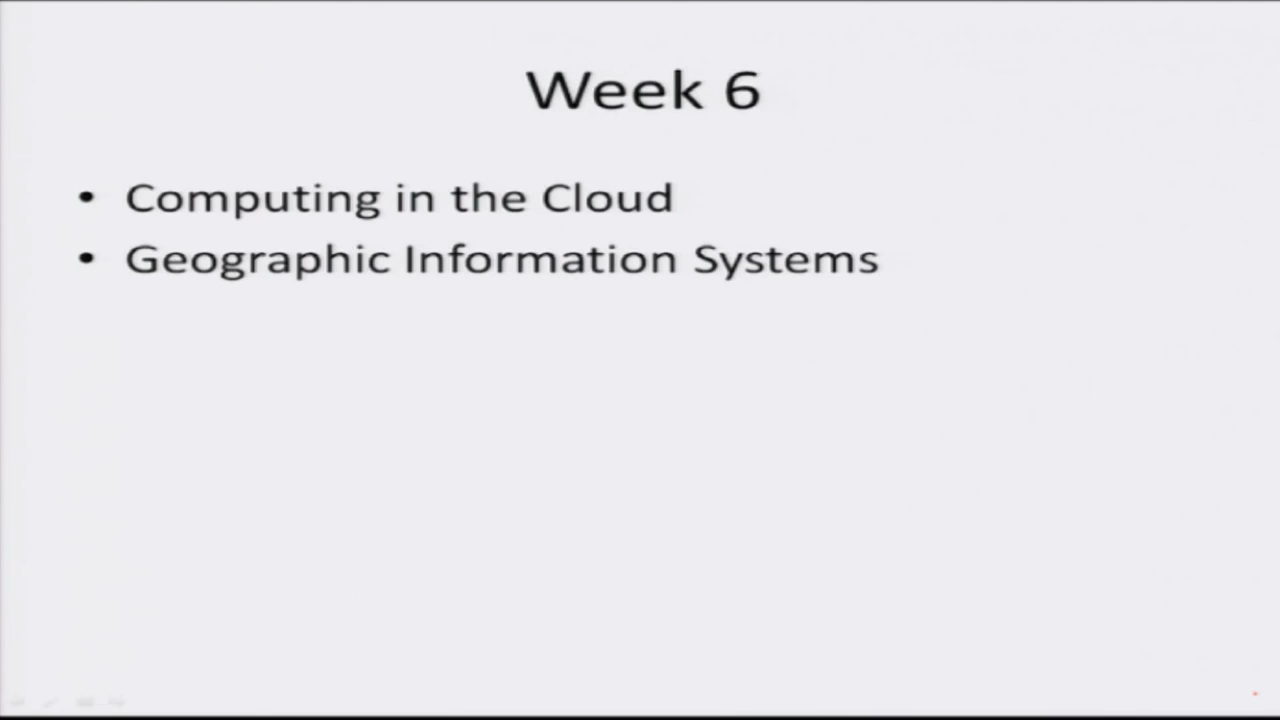 Week 6
• Computing in the Cloud
• Geographic Information Systems